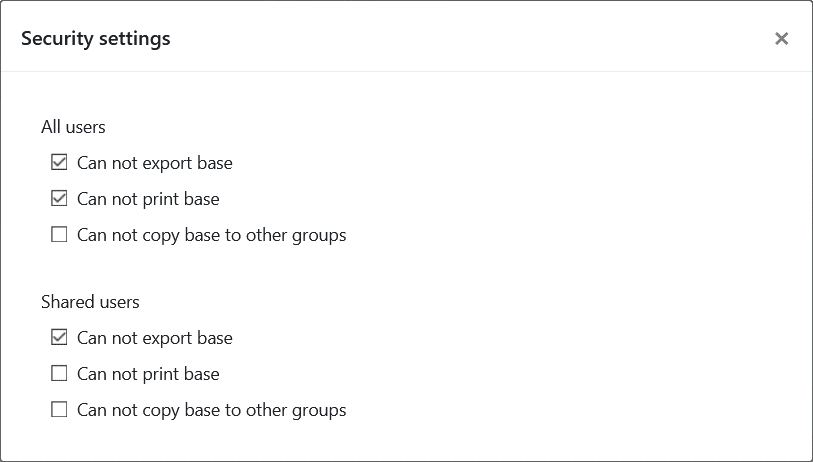 Security settings
All users
Can not export base
Can not print base
Can not copy base to other groups
Shared users
Can not export base
Can not print base
Can not copy base to other groups